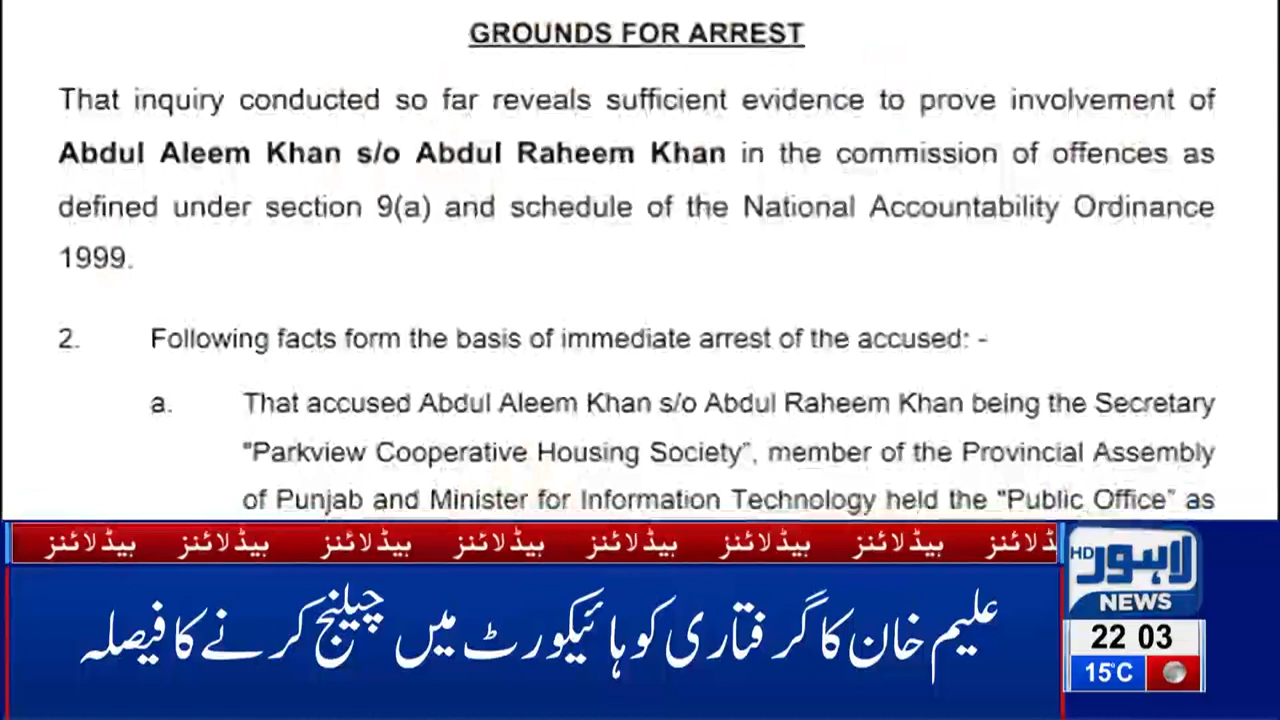 GROUNDS FOR ARREST
That inquiry conducted so far reveals sufficient evidence to prove involvement of
Abdul Aleem Khan s/o Abdul Raheem Khan in the commission of offences as
defined under section 9(a) and schedule of the National Accountability Ordinance
1999.
2. Following facts form the basis of immediate arrest of the accused: -
a. That accused Abdul Aleem Khan s/o Abdul Raheem Khan being the Secretary
"Parkview Cooperative Housing Society", member of the Provincial Assembly
of Punjab and Minister for Information Technology held the "Public Office" as
ہیڈلائنز ہیڈلائنز ہیڈلائنز ہیڈلائنز ہیڈلائنز ہیڈلائنز ہیڈلائنز ڈلائنز
علیم خان کا گرفتاری کو ہائیکورٹ میں چیلنج کرنے کا فیصلہ
لاہور HD
NEWS
22 03
15°C